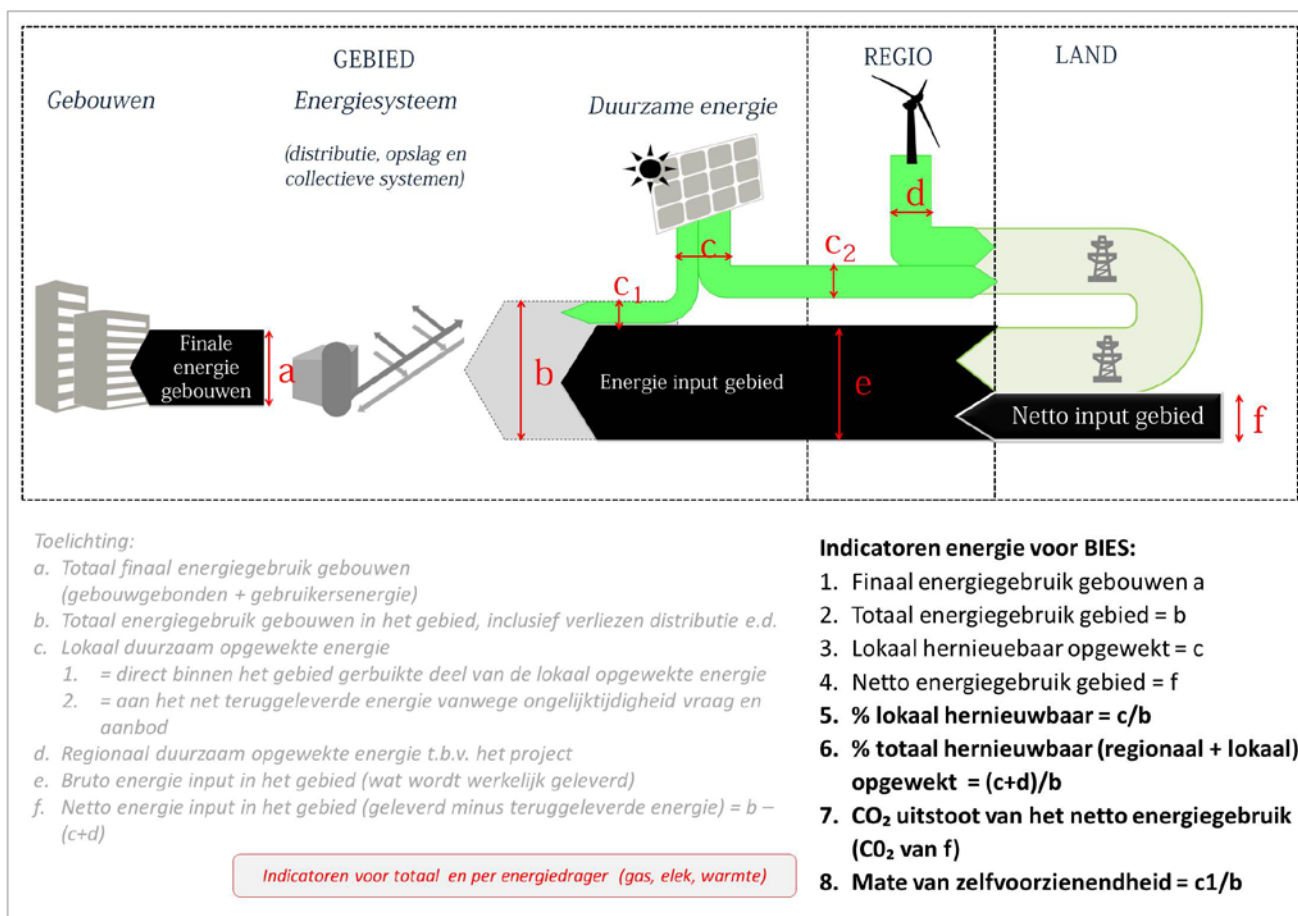 GEBIED
REGIO
LAND
Gebouwen
Energiesysteem
Duurzame energie
(distributie, opslag en
collectieve systemen)
d
c
c2
c1
Finale
energie
gebouwen
a
b
Energie input gebied
e
Netto input gebied
f
Toelichting:
a. Totaal finaal energiegebruik gebouwen
(gebouwgebonden + gebruikersenergie)
b. Totaal energiegebruik gebouwen in het gebied, inclusief verliezen distributie e.d.
c. Lokaal duurzaam opgewekte energie
1. = direct binnen het gebied gerbuikte deel van de lokaal opgewekte energie
2. = aan het net teruggeleverde energie vanwege ongelijktijdigheid vraag en
aanbod
d. Regionaal duurzaam opgewekte energie t.b.v. het project
e. Bruto energie input in het gebied (wat wordt werkelijk geleverd)
f. Netto energie input in het gebied (geleverd minus teruggeleverde energie) = b –
(c+d)
Indicatoren voor totaal en per energiedrager (gas, elek, warmte)
Indicatoren energie voor BIES:
1. Finaal energiegebruik gebouwen a
2. Totaal energiegebruik gebied = b
3. Lokaal hernieuebaar opgewekt = c
4. Netto energiegebruik gebied = f
5. % lokaal hernieuwbaar = c/b
6. % totaal hernieuwbaar (regionaal + lokaal)
opgewekt = (c+d)/b
7. CO₂ uitstoot van het netto energiegebruik
(C0₂ van f)
8. Mate van zelfvoorzienendheid = c1/b